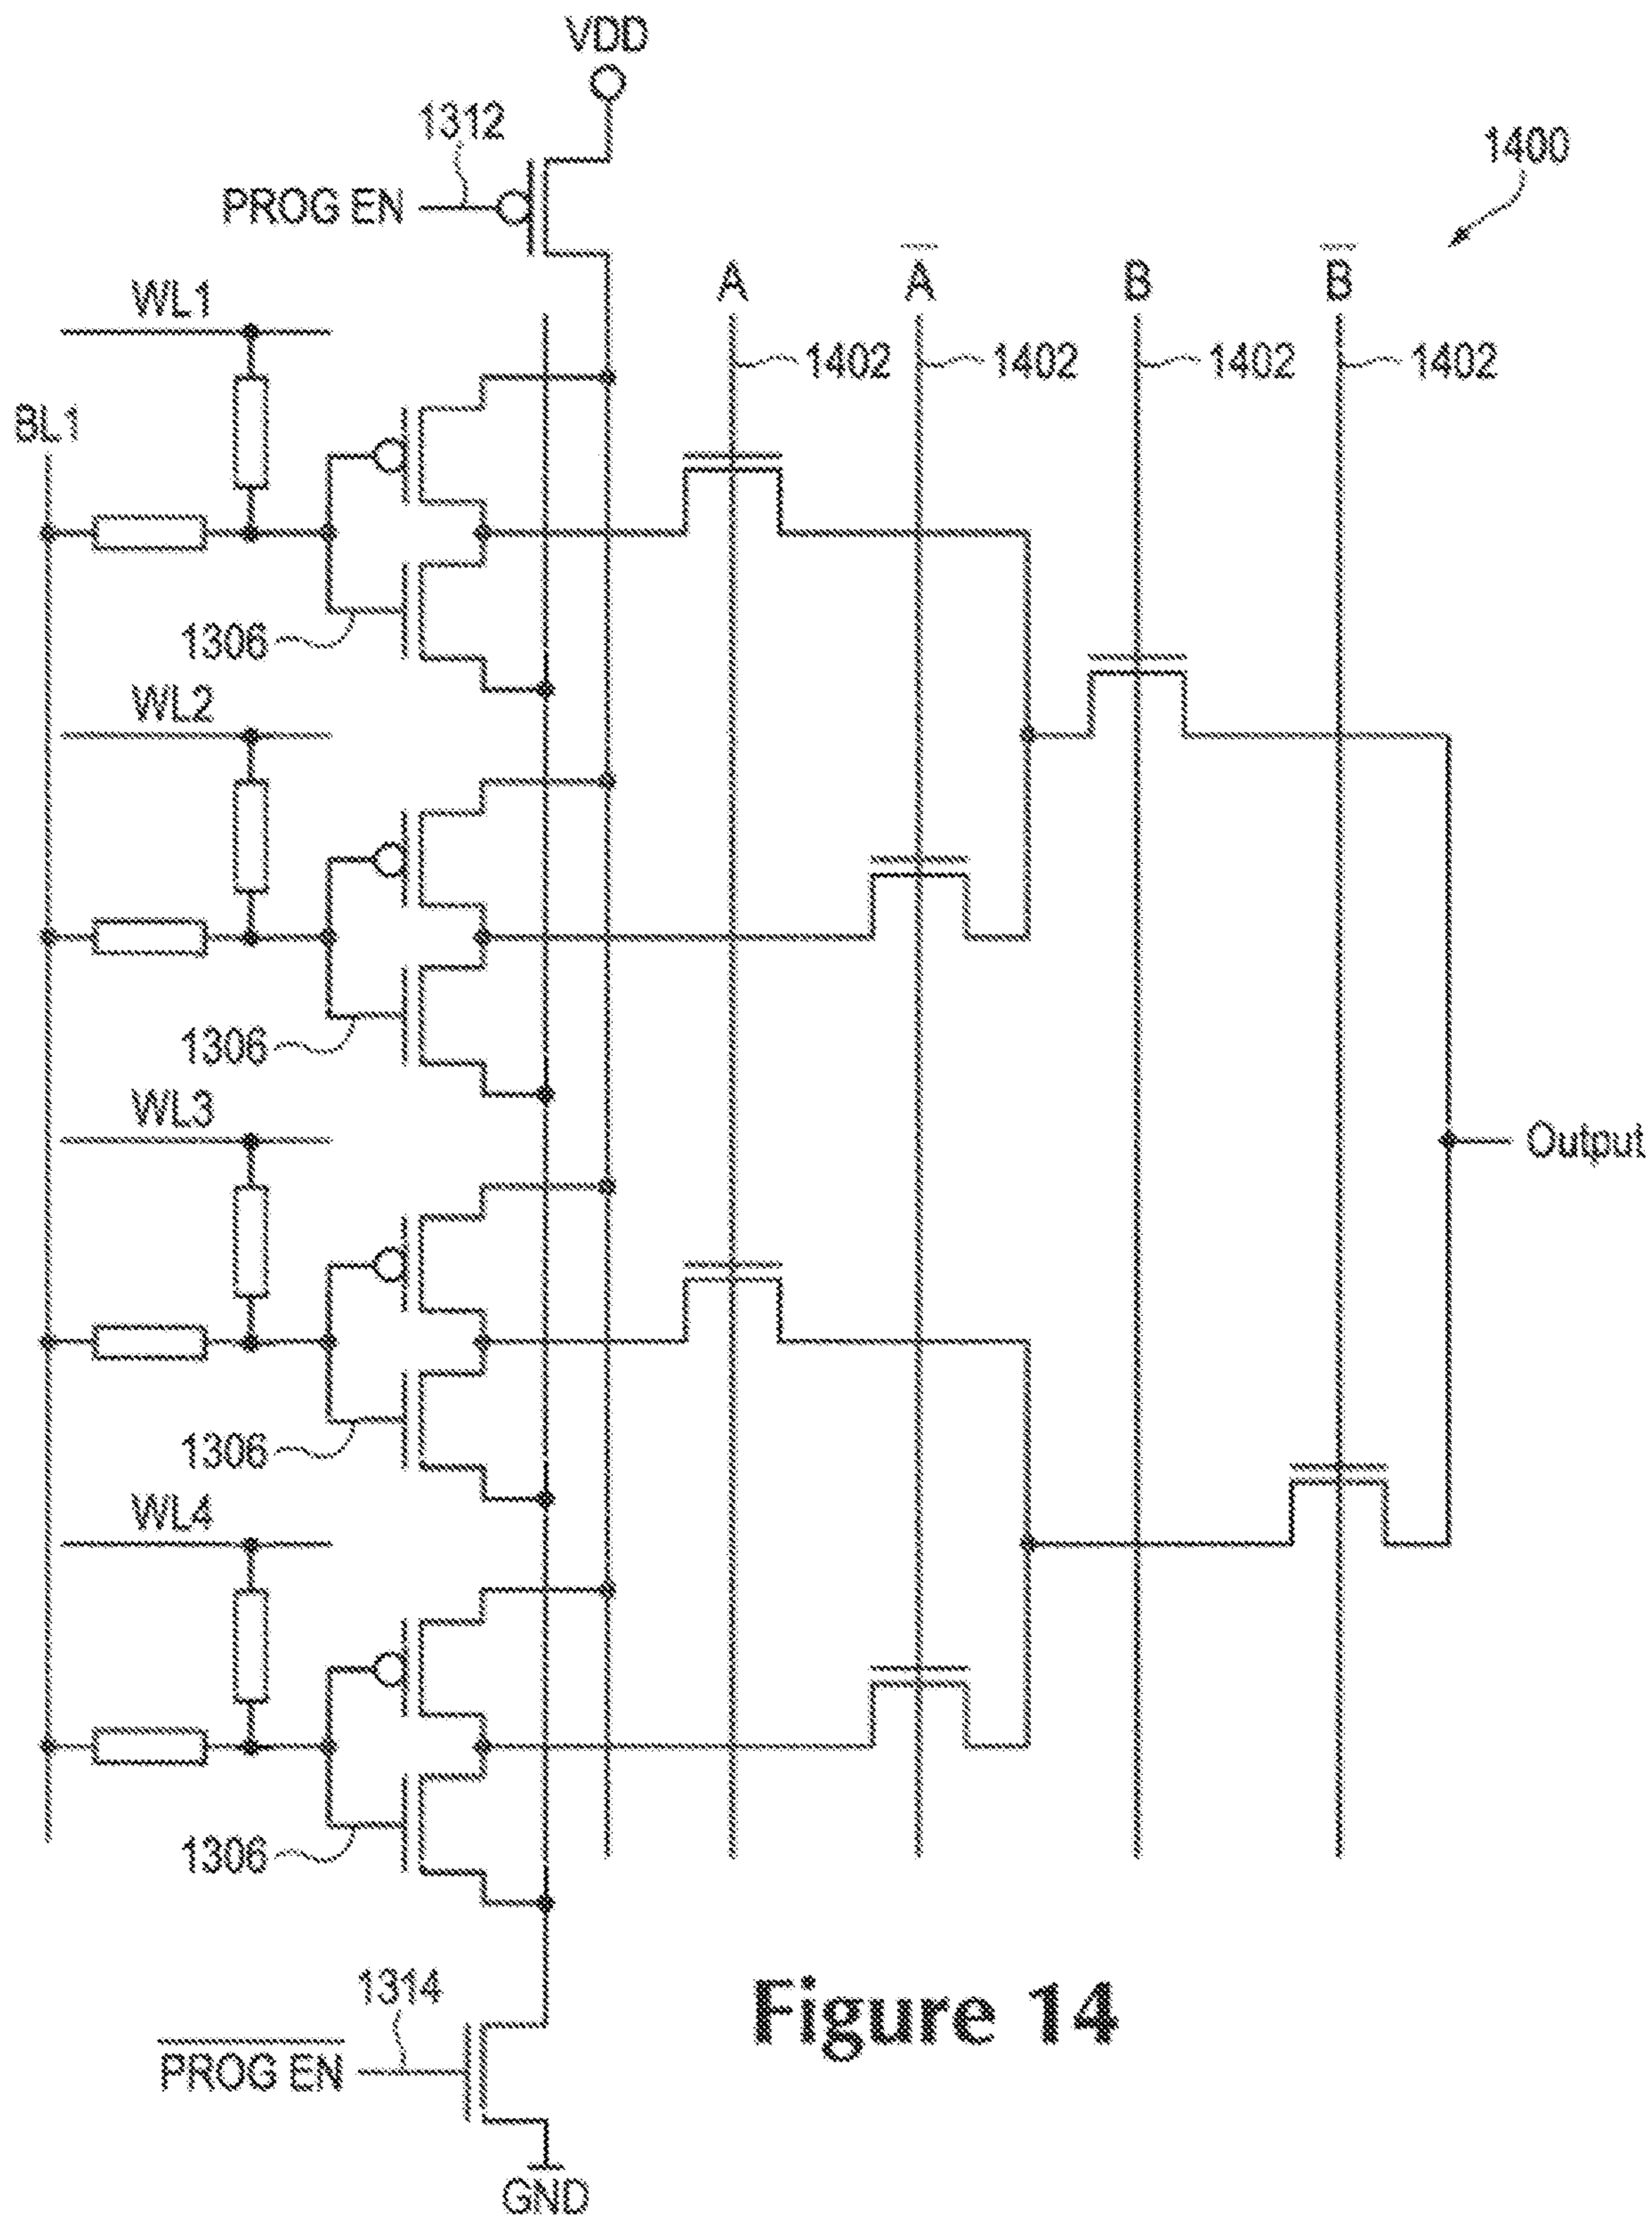 VDD
1312
PROG EN
1400
A
A
B
B
WL1
1402
1402
1402
1402
BL1
1306
WL2
1306
WL3
Output
1306
WL4
1306
1314
PROG EN
GND
Figure 14